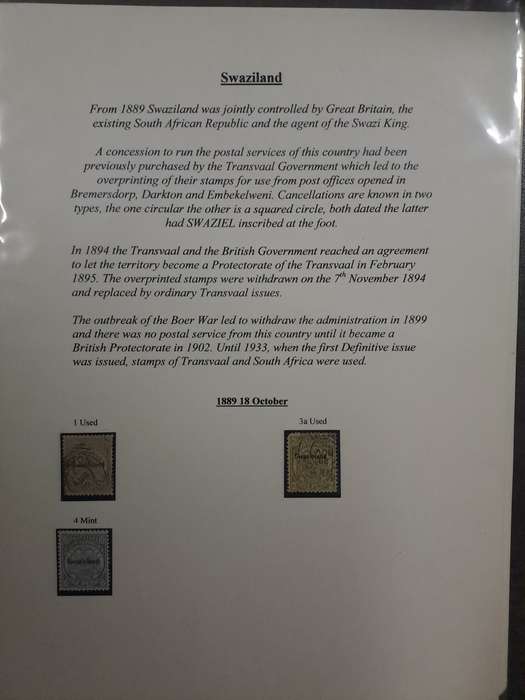 Swaziland
From 1889 Swaziland was jointly controlled by Great Britain, the
existing South African Republic and the agent of the Swazi King.
A concession to run the postal services of this country had been
previously purchased by the Transvaal Government which led to the
overprinting of their stamps for use from post offices opened in
Bremersdorp, Darkton and Embekelweni. Cancellations are known in two
types, the one circular the other is a squared circle, both dated the latter
had SWAZIEL inscribed at the foot.
In 1894 the Transvaal and the British Government reached an agreement
to let the territory become a Protectorate of the Transvaal in February
1895. The overprinted stamps were withdrawn on the 7th November 1894
and replaced by ordinary Transvaal issues.
The outbreak of the Boer War led to withdraw the administration in 1899
and there was no postal service from this country until it became a
British Protectorate in 1902. Until 1933, when the first Definitive issue
was issued, stamps of Transvaal and South Africa were used.
1889 18 October
1 Used
3a Used
Swazieland
Swazieland
4 Mint
Swazieland